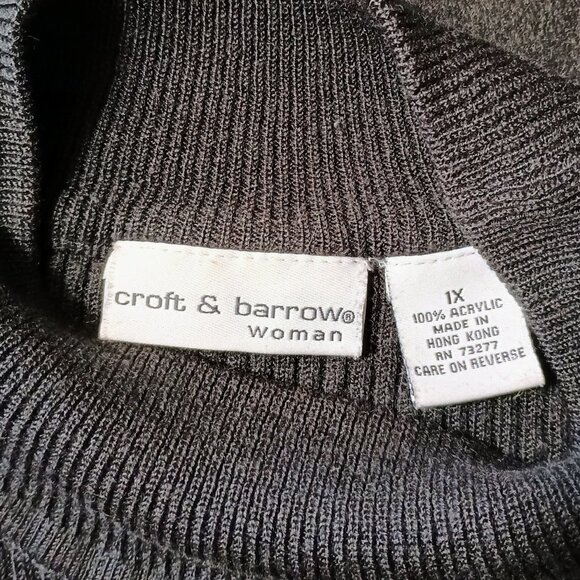 croft & barrow®
woman
1X
100% ACRYLIC
MADE IN
HONG KONG
RN 73277
CARE ON REVERSE